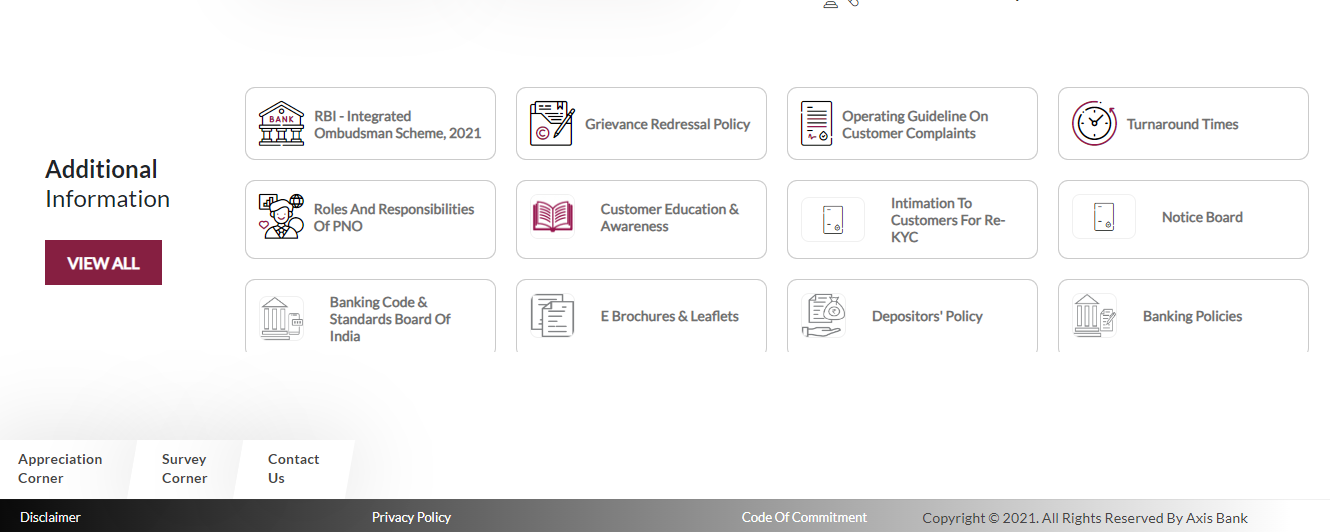 RBI - Integrated
Ombudsman Scheme, 2021
BANK
Grievance Redressal Policy
Operating Guideline On
Customer Complaints
Turnaround Times
Additional
Information
VIEW ALL
Roles And Responsibilities
Of PNO
Customer Education &
Awareness
Intimation To
Customers For Re-
KYC
Notice Board
Banking Code &
Standards Board Of
India
E Brochures & Leaflets
Depositors' Policy
Banking Policies
Appreciation
Corner
Survey
Corner
Contact
Us
Disclaimer
Privacy Policy
Code Of Commitment
Copyright © 2021. All Rights Reserved By Axis Bank